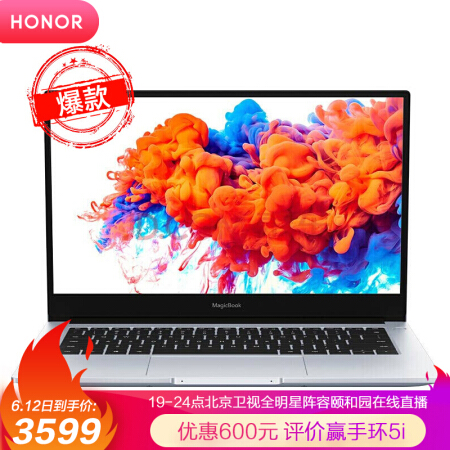 HONOR
爆款
MagicBook
19-24点北京卫视全明星阵容颐和园在线直播
6.12日到手价:
3599
优惠600元 评价赢手环5i